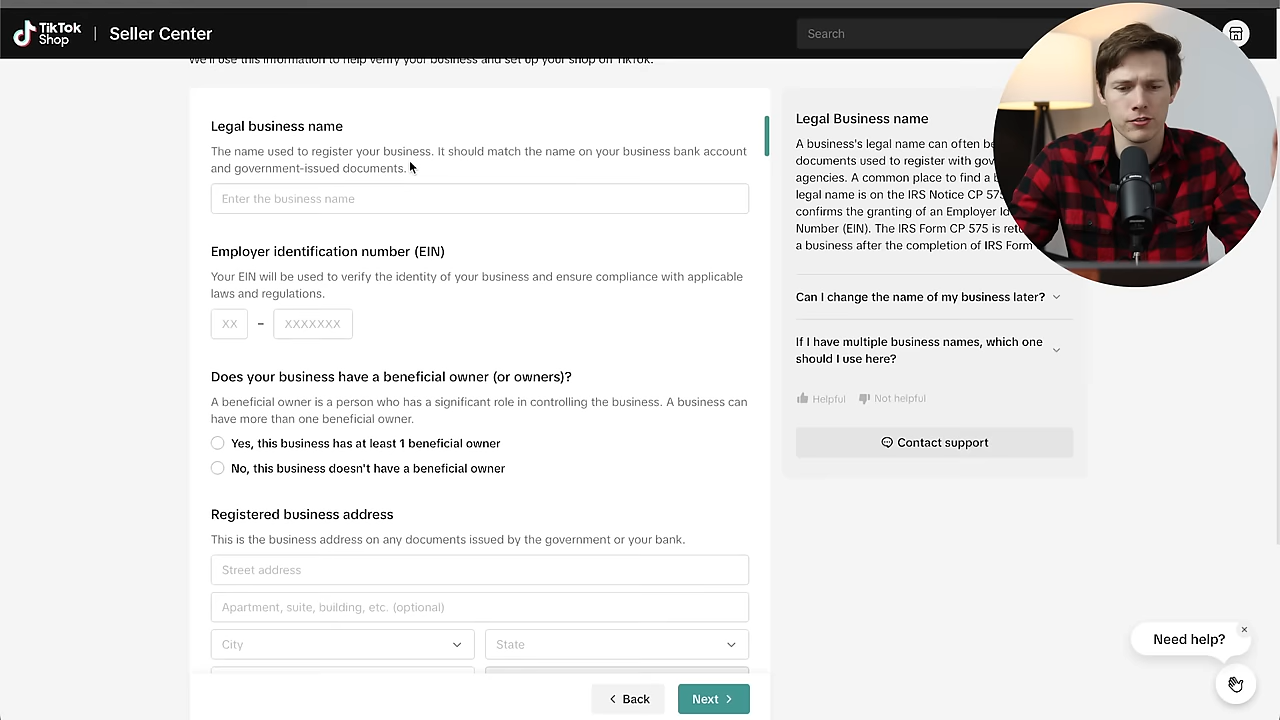 TikTok
Shop
Seller Center
Search
We'll use this information to help verify your business and set up your shop on TikTok.
Legal business name
The name used to register your business. It should match the name on your business bank account
and government-issued documents.
Enter the business name
Employer identification number (EIN)
Your EIN will be used to verify the identity of your business and ensure compliance with applicable
laws and regulations.
XX - XXXXXXX
Does your business have a beneficial owner (or owners)?
A beneficial owner is a person who has a significant role in controlling the business. A business can
have more than one beneficial owner.
Yes, this business has at least 1 beneficial owner
No, this business doesn't have a beneficial owner
Registered business address
This is the business address on any documents issued by the government or your bank.
Street address
Apartment, suite, building, etc. (optional)
City
State
Back
Next
Legal Business name
A business's legal name can often be
documents used to register with gov
agencies. A common place to find a
legal name is on the IRS Notice CP 575
confirms the granting of an Employer
Number (EIN). The IRS Form CP 575 is
a business after the completion of IRS Form
Can I change the name of my business later?
If I have multiple business names, which one
should I use here?
Helpful
Not helpful
Contact support
Need help?